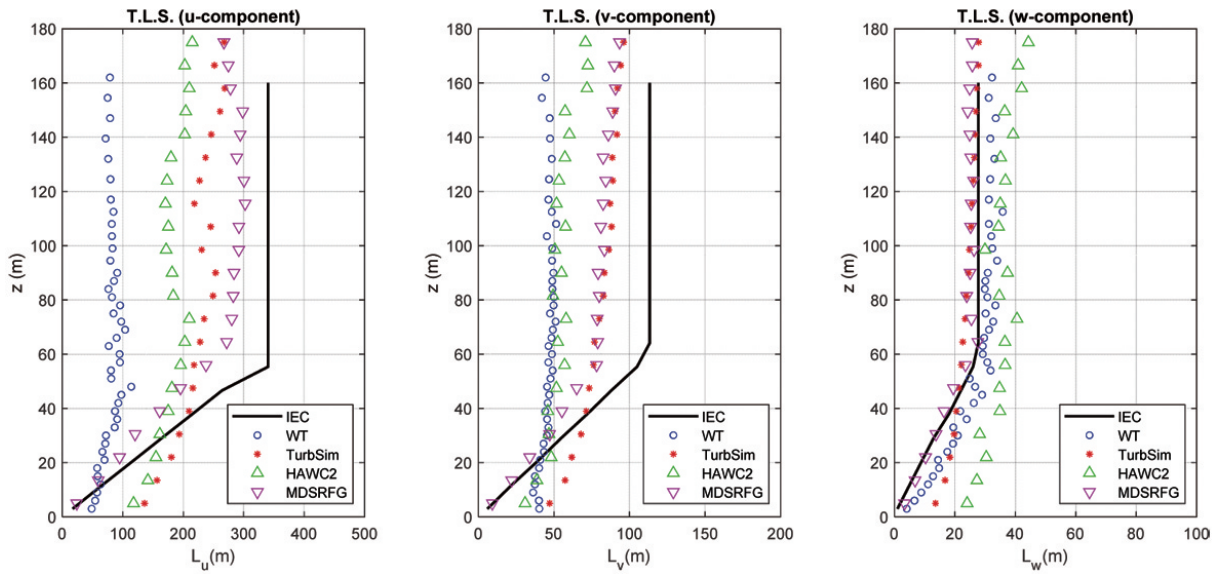 T.L.S. (u-component)
180
160
140
120
100
80
60
40
20
0
z (m)
0 100 200 300 400 500
L_u(m)
IEC
WT
TurbSim
HAWC2
MDSRFG
T.L.S. (v-component)
180
160
140
120
100
80
60
40
20
0
z (m)
0 50 100 150 200
L_v(m)
IEC
WT
TurbSim
HAWC2
MDSRFG
T.L.S. (w-component)
180
160
140
120
100
80
60
40
20
0
z (m)
0 20 40 60 80 100
L_w(m)
IEC
WT
TurbSim
HAWC2
MDSRFG